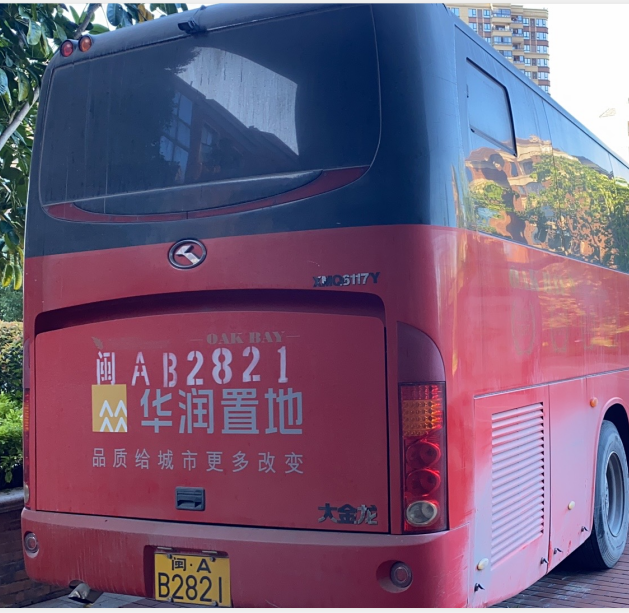 XMQ6117Y
OAK BAY
闽 AB2821
华润置地
品质给城市更多改变
大金龙
闽·A
B2821